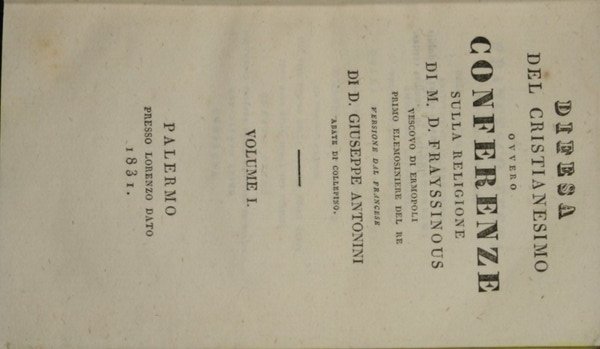 DIFESA
DEL CRISTIANESIMO
OVVERO
CONFERENZE
SULLA RELIGIONE
DI M. D. FRAYSSINOUS
VESCOVO DI ERMOPOLI
PRIMO ELEMOSINIERE DEL RE
VERSIONE DAL FRANCESE
DI D. GIUSEPPE ANTONINI
ABATE DI COLLEPINO.
VOLUME I.
PALERMO
PRESSO LORENZO DATO
1831.